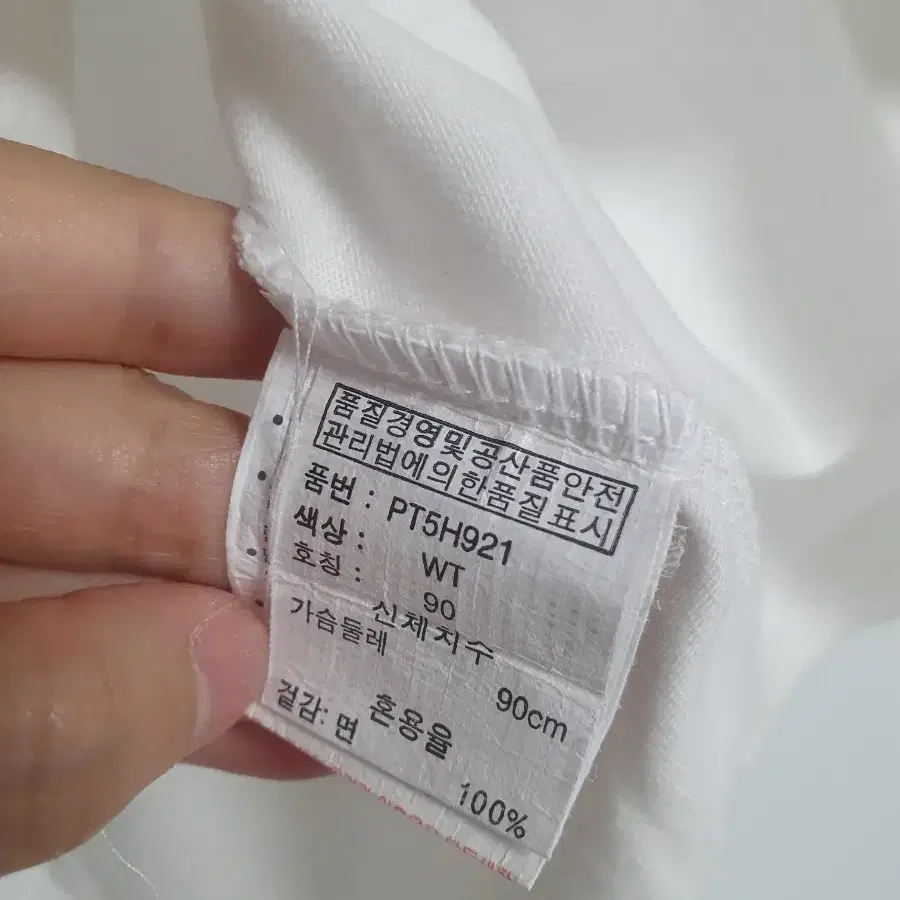 품질경영및공산품안전
관리법에의한품질표시
품번 : PT5H921
색상 : WT
호칭 : 90
신체치수
가슴둘레 90cm
혼용율
겉감: 면 100%